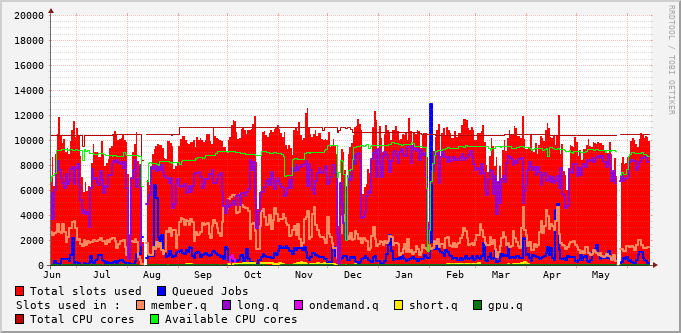 RRDTOOL / TOBI OETIKER
20000
18000
16000
14000
12000
10000
8000
6000
4000
2000
0
Jun Jul Aug Sep Oct Nov Dec Jan Feb Mar Apr May
Total slots used Queued Jobs
Slots used in : member.q long.q ondemand.q short.q gpu.q
Total CPU cores Available CPU cores